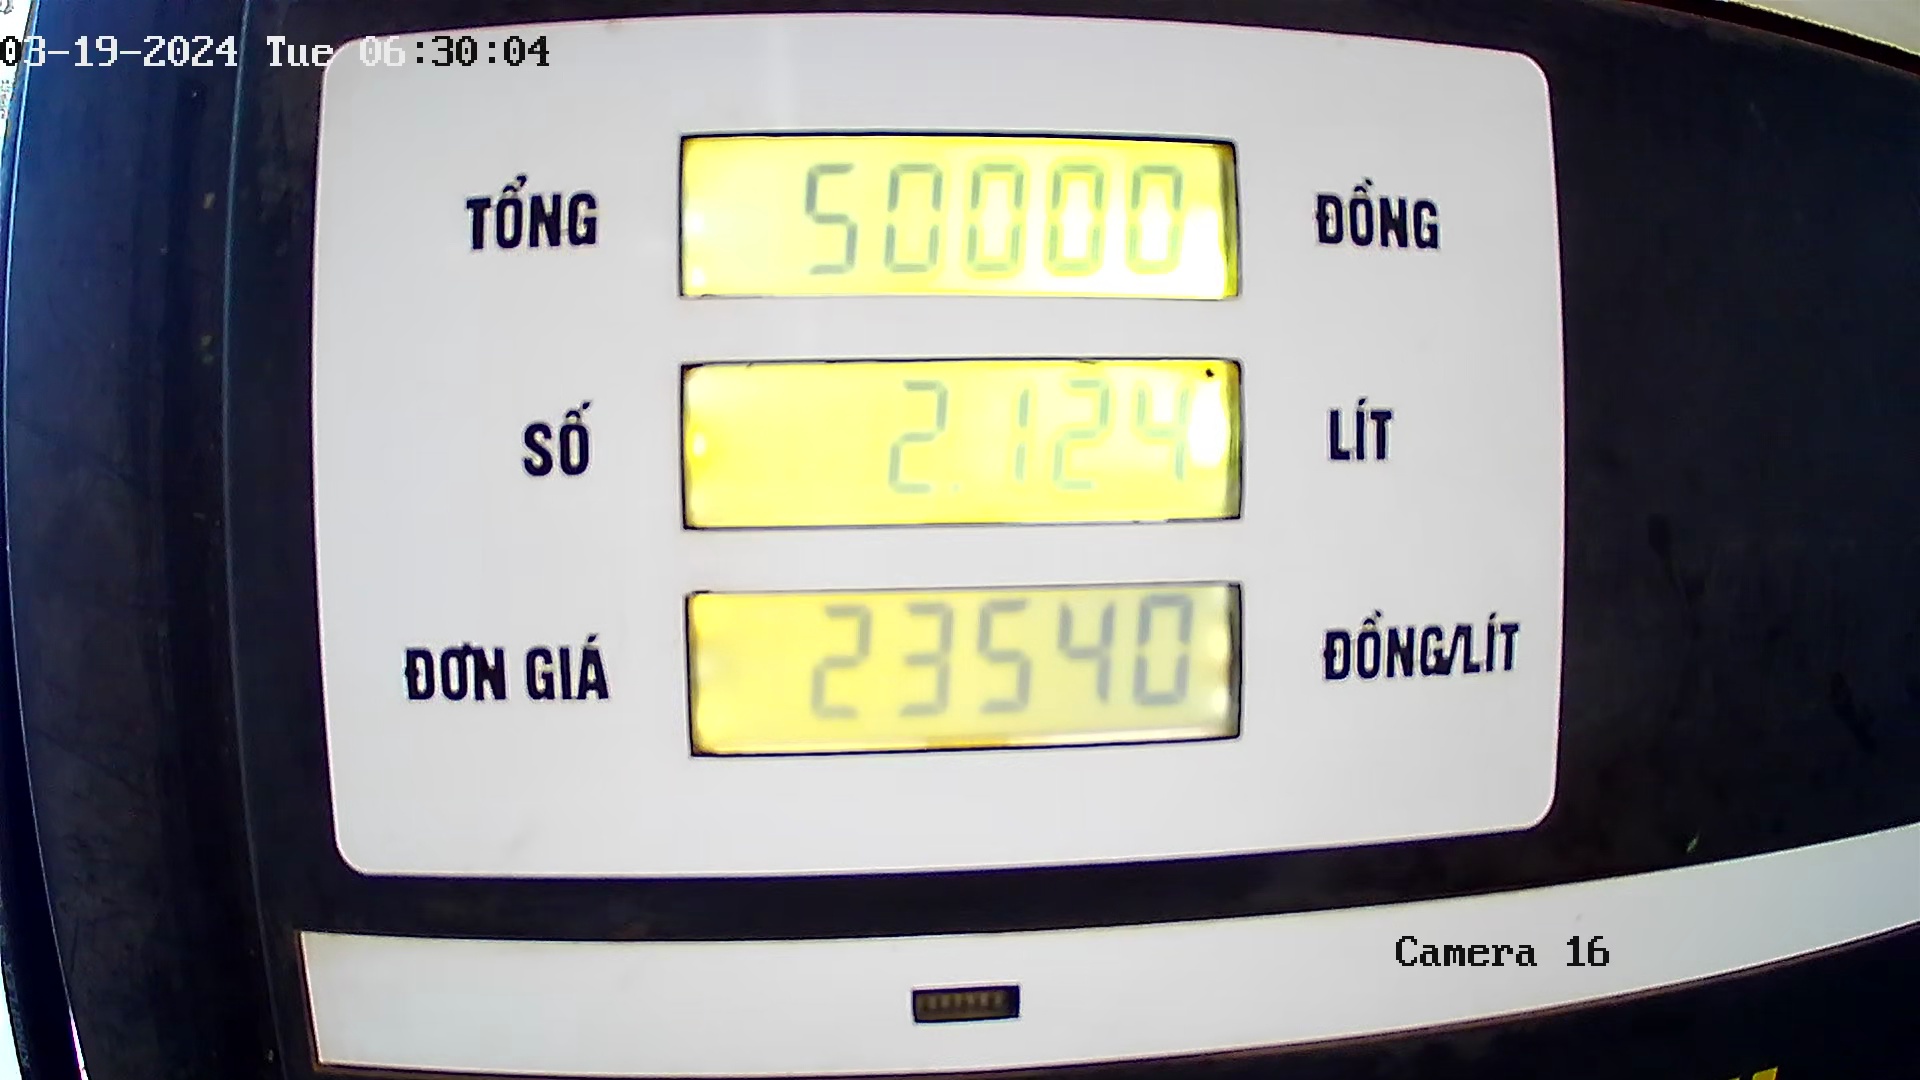 03-19-2024 Tue 06:30:04
TỔNG 50000 ĐỒNG
SỐ 2.124 LÍT
ĐƠN GIÁ 23540 ĐỒNG/LÍT
Camera 16